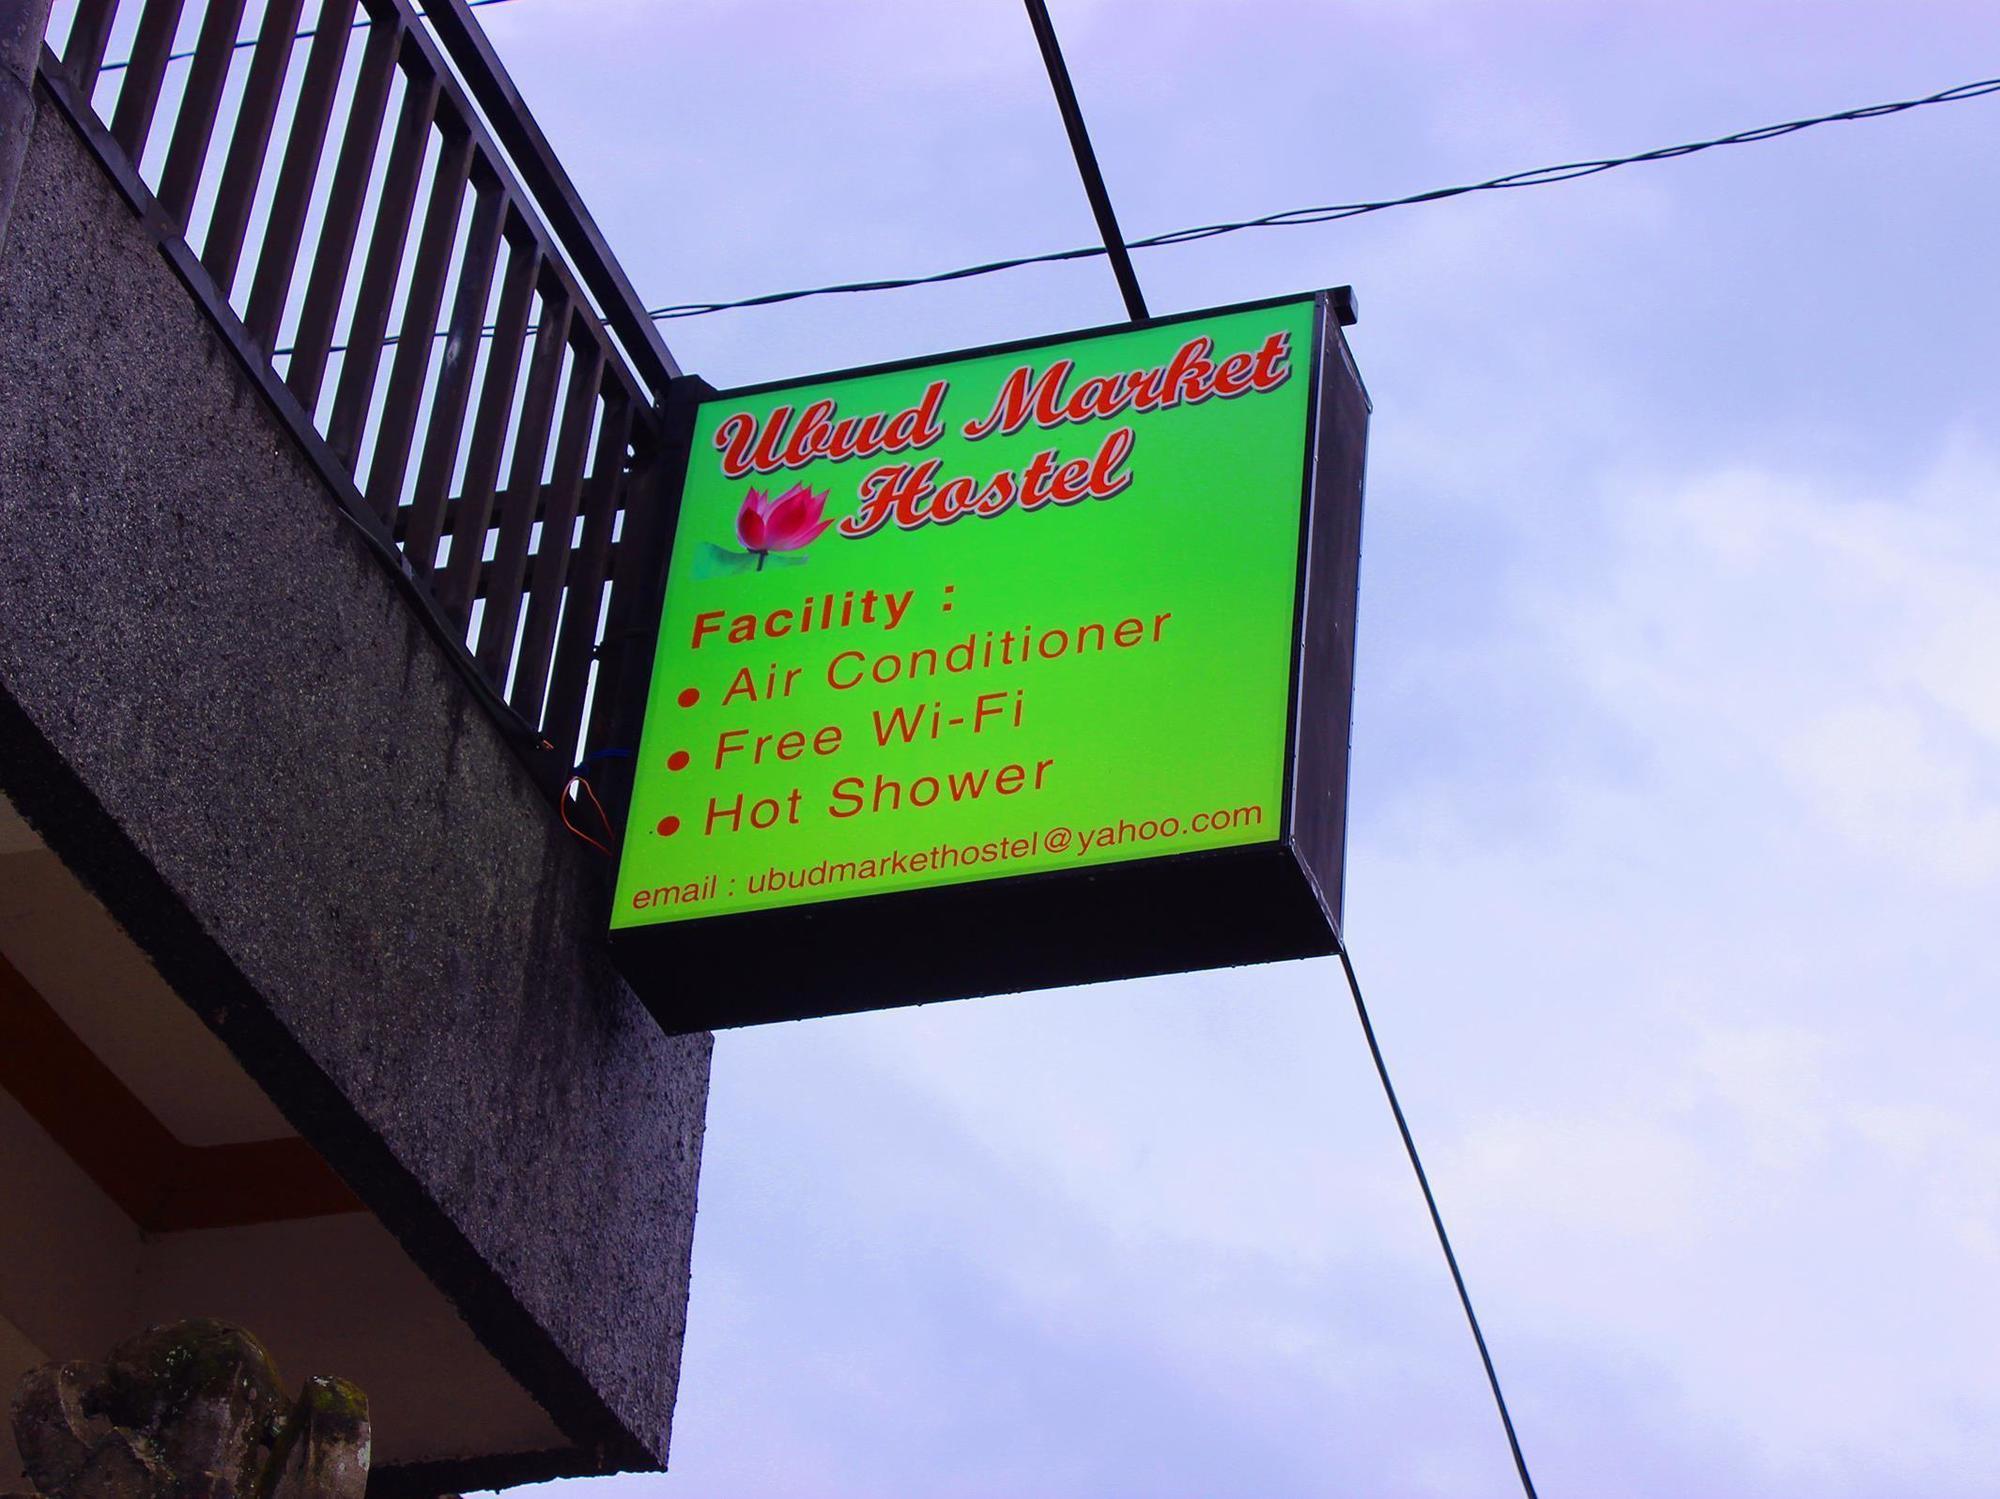 Ubud Market
Hostel
Facility :
• Air Conditioner
• Free Wi-Fi
• Hot Shower
email : ubudmarkethostel@yahoo.com